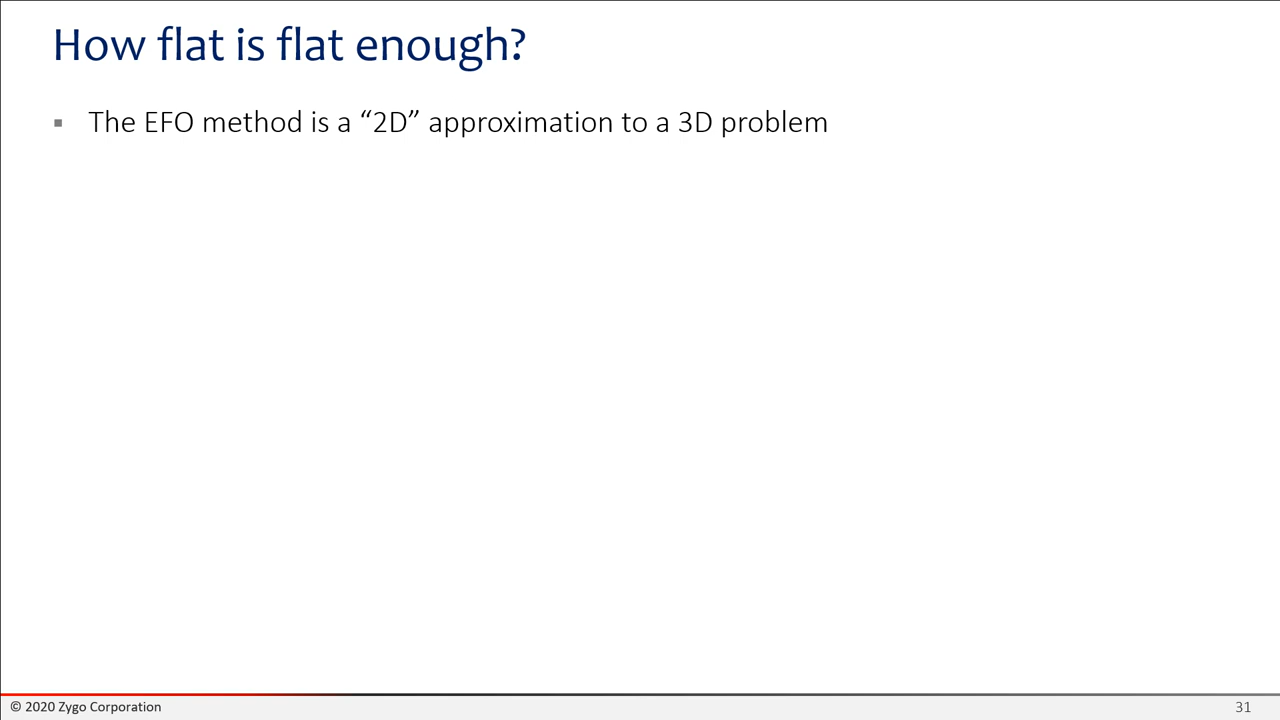 How flat is flat enough?
▪ The EFO method is a “2D” approximation to a 3D problem
© 2020 Zygo Corporation
31